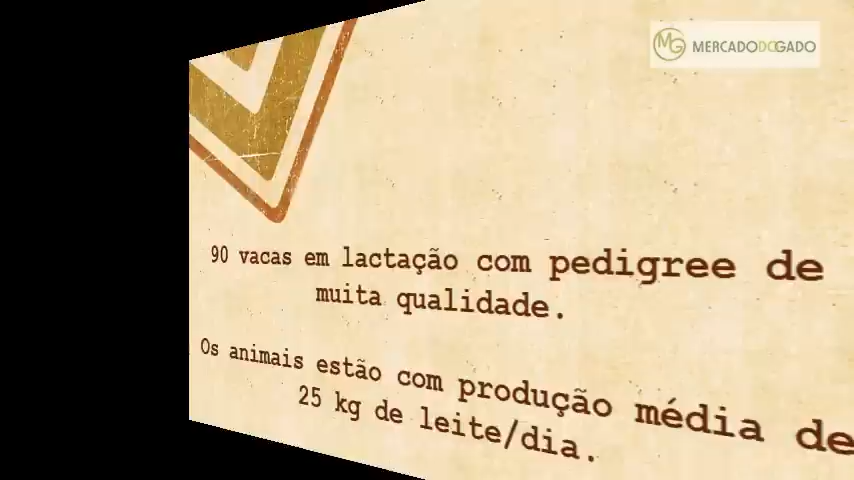 MG MERCADODOGADO
90 vacas em lactação com pedigree de
muita qualidade.
Os animais estão com produção média de
25 kg de leite/dia.